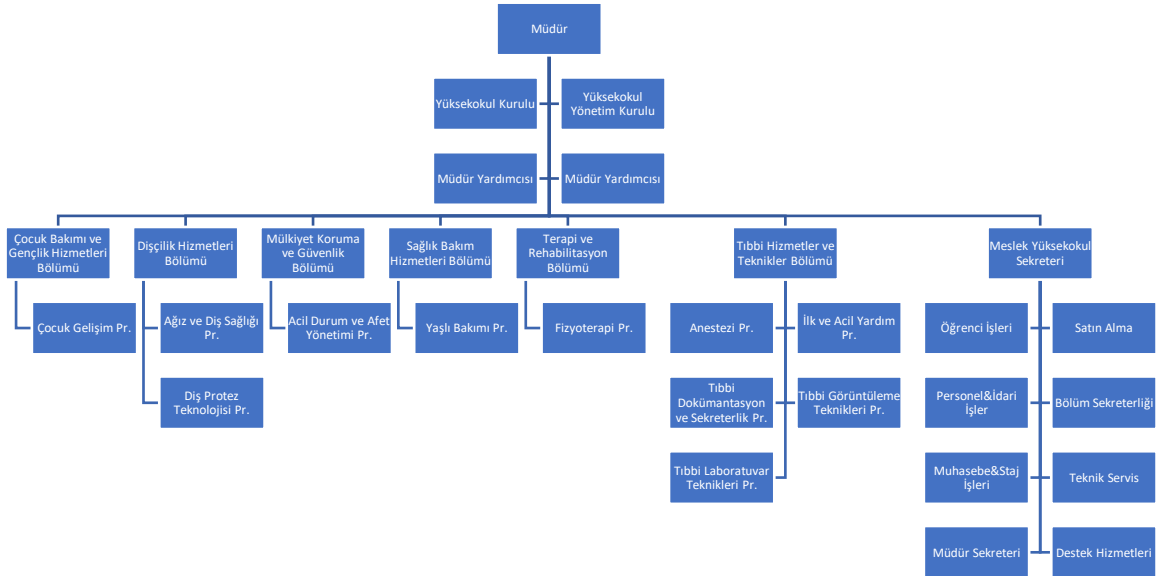 Müdür
Yüksekokul Kurulu
Yüksekokul
Yönetim Kurulu
Müdür Yardımcısı
Müdür Yardımcısı
Çocuk Bakımı ve
Gençlik Hizmetleri
Bölümü
Dişçilik Hizmetleri
Bölümü
Mülkiyet Koruma
ve Güvenlik
Bölümü
Sağlık Bakım
Hizmetleri Bölümü
Terapi ve
Rehabilitasyon
Bölümü
Tıbbi Hizmetler ve
Teknikler Bölümü
Meslek Yüksekokul
Sekreteri
Çocuk Gelişim Pr.
Ağız ve Diş Sağlığı
Pr.
Acil Durum ve Afet
Yönetimi Pr.
Yaşlı Bakımı Pr.
Fizyoterapi Pr.
Anestezi Pr.
İlk ve Acil Yardım
Pr.
Öğrenci İşleri
Satın Alma
Diş Protez
Teknolojisi Pr.
Tıbbi
Dokümantasyon
ve Sekreterlik Pr.
Tıbbi Görüntüleme
Teknikleri Pr.
Personel&İdari
İşler
Bölüm Sekreterliği
Tıbbi Laboratuvar
Teknikleri Pr.
Muhasebe&Staj
İşleri
Teknik Servis
Müdür Sekreteri
Destek Hizmetleri